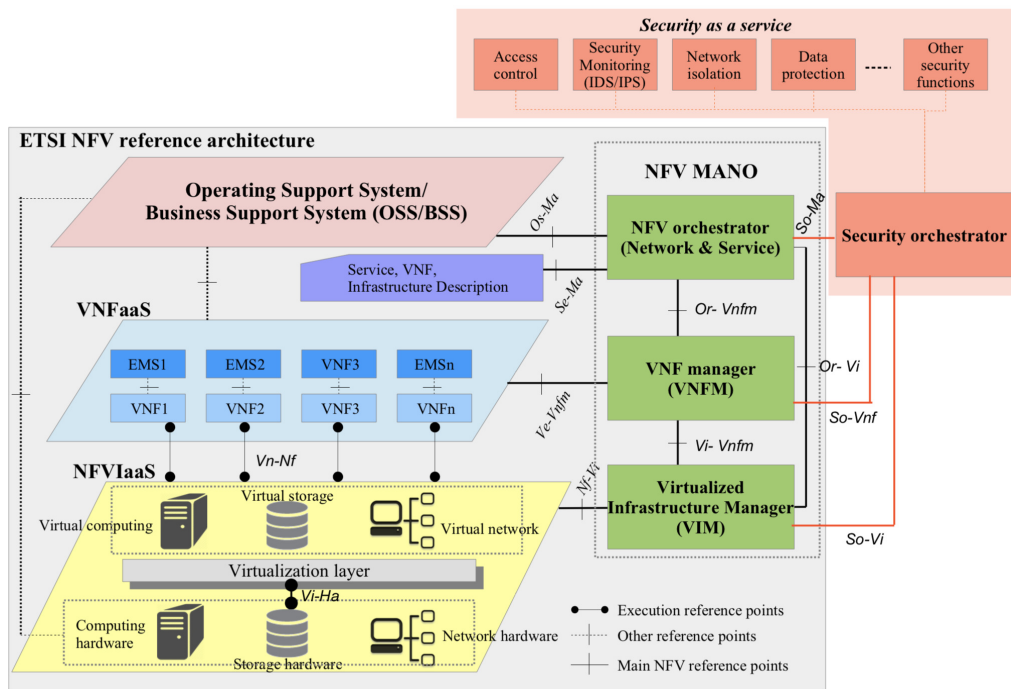 Security as a service
Access
control
Security
Monitoring
(IDS/IPS)
Network
isolation
Data
protection
Other
security
functions
ETSI NFV reference architecture
Operating Support System/
Business Support System (OSS/BSS)
Os-Ma
NFV MANO
NFV orchestrator
(Network & Service)
So-Ma
Security orchestrator
Service, VNF,
Infrastructure Description
Se-Ma
Or- Vnfm
VNFaaS
EMS1
EMS2
VNF3
EMSn
VNF1
VNF2
VNF3
VNFn
Ve-Vnfm
VNF manager
(VNFM)
Or- Vi
So-Vnf
Vn-Nf
Vi- Vnfm
NFVIaaS
Nf-Vi
Virtualized
Infrastructure Manager
(VIM)
So-Vi
Virtual computing
Virtual storage
Virtual network
Virtualization layer
Vi-Ha
Computing
hardware
Storage hardware
Network hardware
Execution reference points
Other reference points
Main NFV reference points